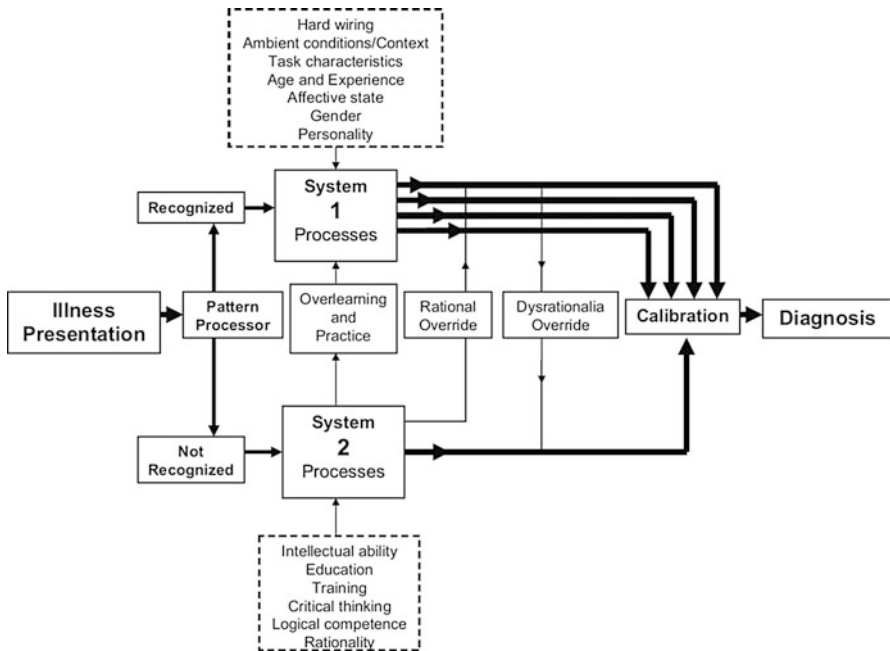 Hard wiring
Ambient conditions/Context
Task characteristics
Age and Experience
Affective state
Gender
Personality
System
1
Processes
Recognized
Illness
Presentation
Pattern
Processor
Overlearning
and
Practice
Rational
Override
Dysrationalia
Override
Calibration
Diagnosis
Not
Recognized
System
2
Processes
Intellectual ability
Education
Training
Critical thinking
Logical competence
Rationality